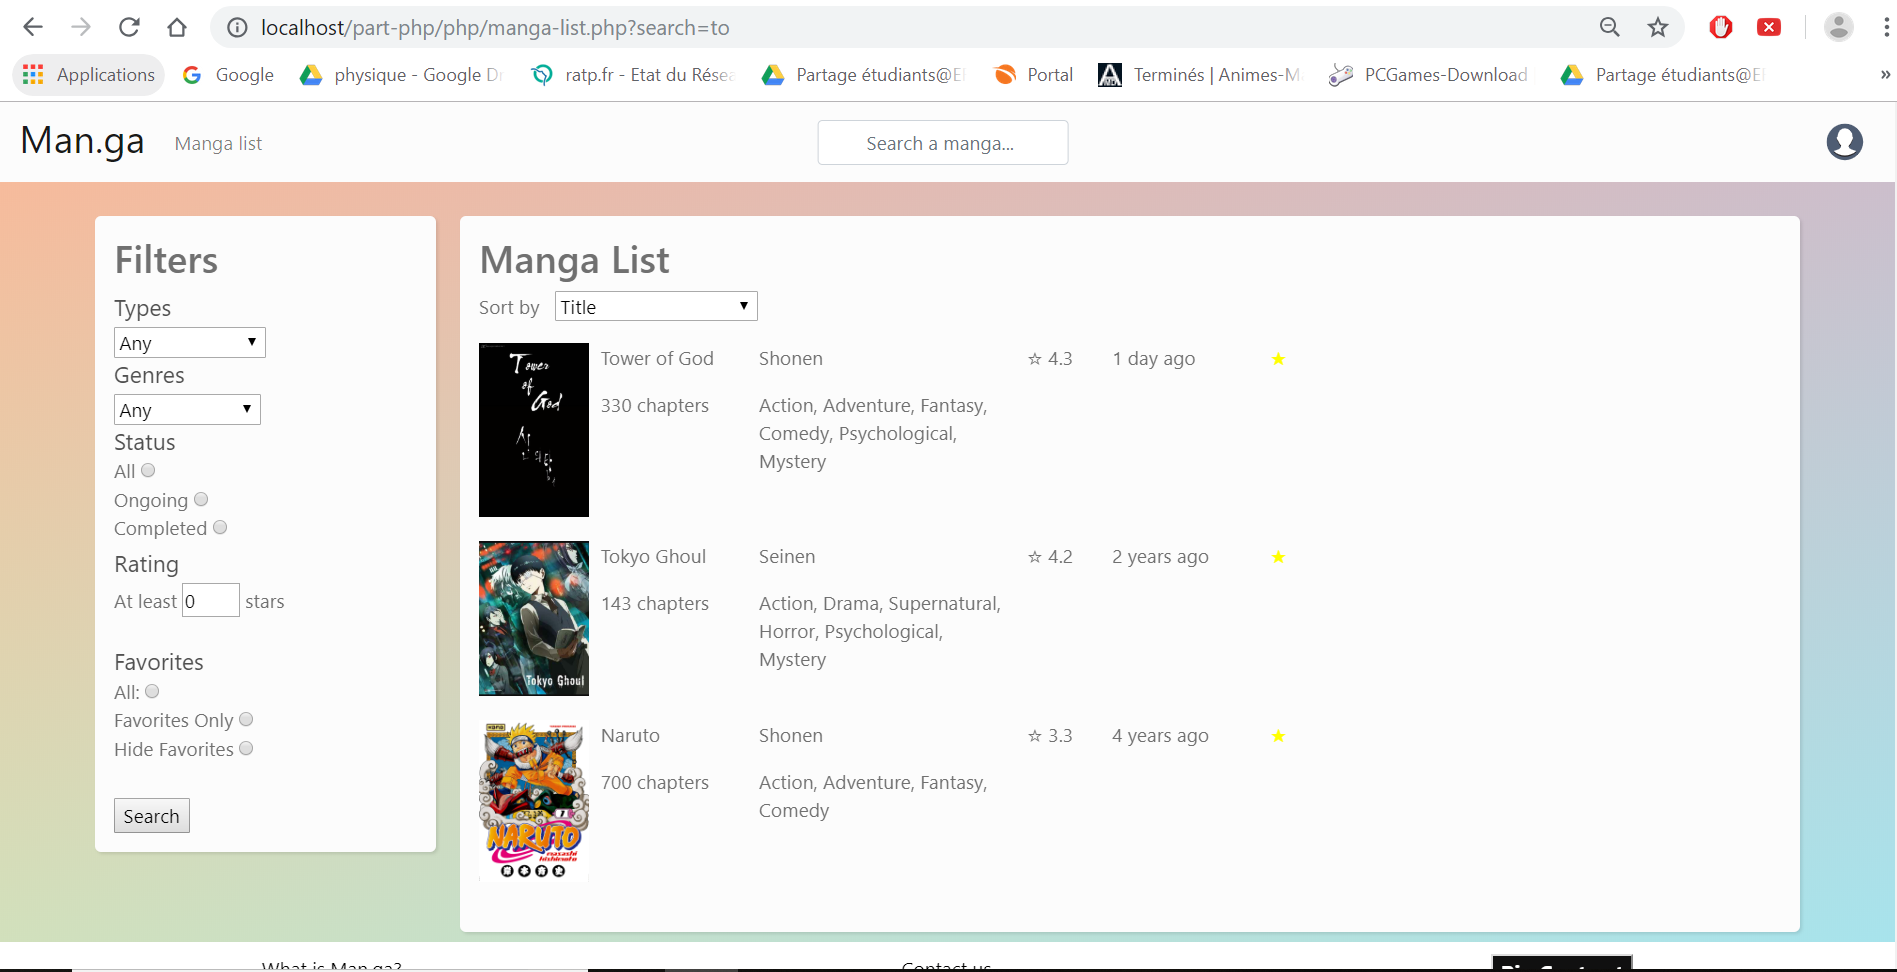 localhost/part-php/php/manga-list.php?search=to
Applications Google physique - Google Dr ratp.fr - Etat du Résea Partage étudiants@E Portal Terminés | Animes-Ma PCGames-Download Partage étudiants@E »
Man.ga Manga list Search a manga...
Filters
Types
Any
Genres
Any
Status
All
Ongoing
Completed
Rating
At least 0 stars
Favorites
All:
Favorites Only
Hide Favorites
Search
Manga List
Sort by Title
Tower of God
Tower of God Shonen ☆ 4.3 1 day ago ★
330 chapters Action, Adventure, Fantasy,
Comedy, Psychological,
Mystery
Tokyo Ghoul Seinen ☆ 4.2 2 years ago ★
143 chapters Action, Drama, Supernatural,
Horror, Psychological,
Mystery
Tokyo Ghoul
Naruto Shonen ☆ 3.3 4 years ago ★
700 chapters Action, Adventure, Fantasy,
Comedy
NARUTO
What is Man.ga? Contact us